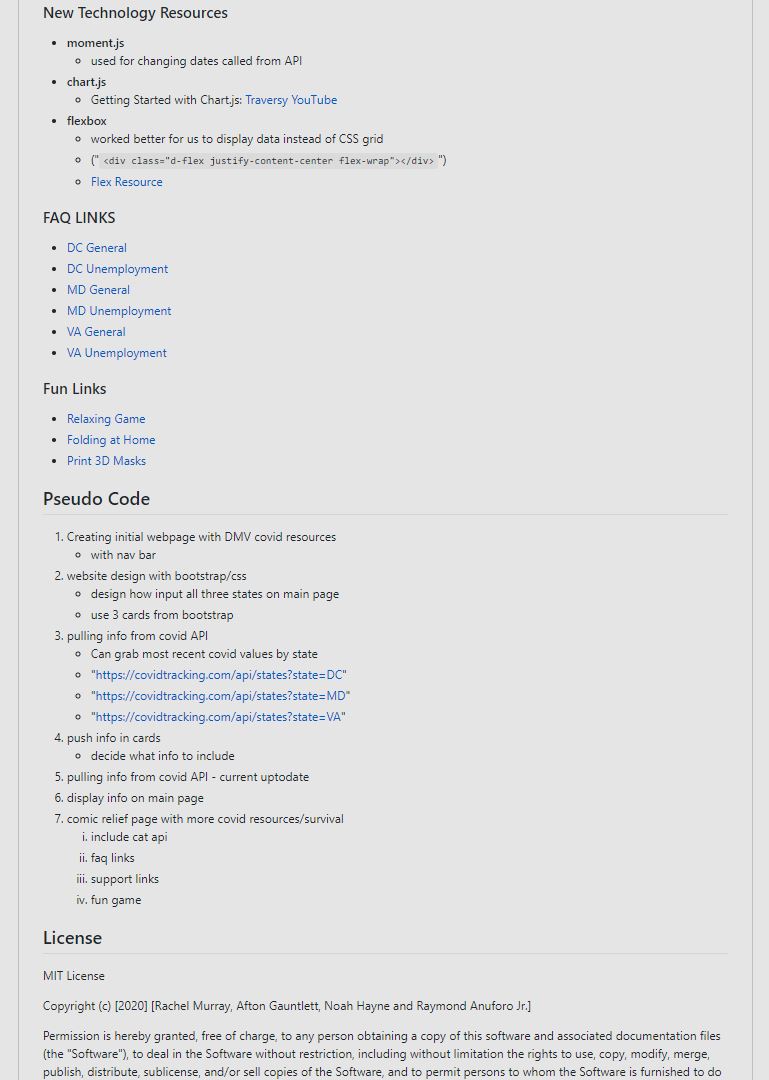 New Technology Resources
moment.js
used for changing dates called from API
chart.js
Getting Started with Chart.js: Traversy YouTube
flexbox
worked better for us to display data instead of CSS grid
(" <div class="d-flex justify-content-center flex-wrap"></div> ")
Flex Resource
FAQ LINKS
DC General
DC Unemployment
MD General
MD Unemployment
VA General
VA Unemployment
Fun Links
Relaxing Game
Folding at Home
Print 3D Masks
Pseudo Code
1. Creating initial webpage with DMV covid resources
with nav bar
2. website design with bootstrap/css
design how input all three states on main page
use 3 cards from bootstrap
3. pulling info from covid API
Can grab most recent covid values by state
"https://covidtracking.com/api/states?state=DC"
"https://covidtracking.com/api/states?state=MD"
"https://covidtracking.com/api/states?state=VA"
4. push info in cards
decide what info to include
5. pulling info from covid API - current uptodate
6. display info on main page
7. comic relief page with more covid resources/survival
i. include cat api
ii. faq links
iii. support links
iv. fun game
License
MIT License
Copyright (c) [2020] [Rachel Murray, Afton Gauntlett, Noah Hayne and Raymond Anuforo Jr.]
Permission is hereby granted, free of charge, to any person obtaining a copy of this software and associated documentation files
(the "Software"), to deal in the Software without restriction, including without limitation the rights to use, copy, modify, merge,
publish, distribute, sublicense, and/or sell copies of the Software, and to permit persons to whom the Software is furnished to do